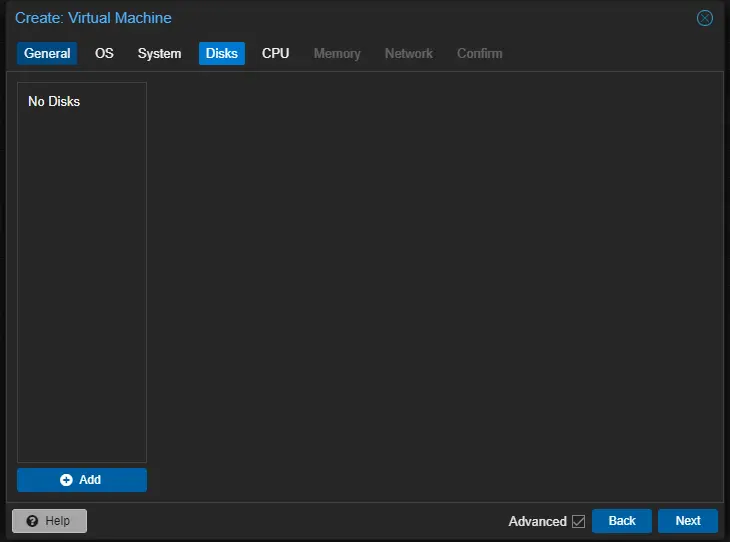 Create: Virtual Machine
General OS System Disks CPU Memory Network Confirm
No Disks
Add
Help Advanced Back Next